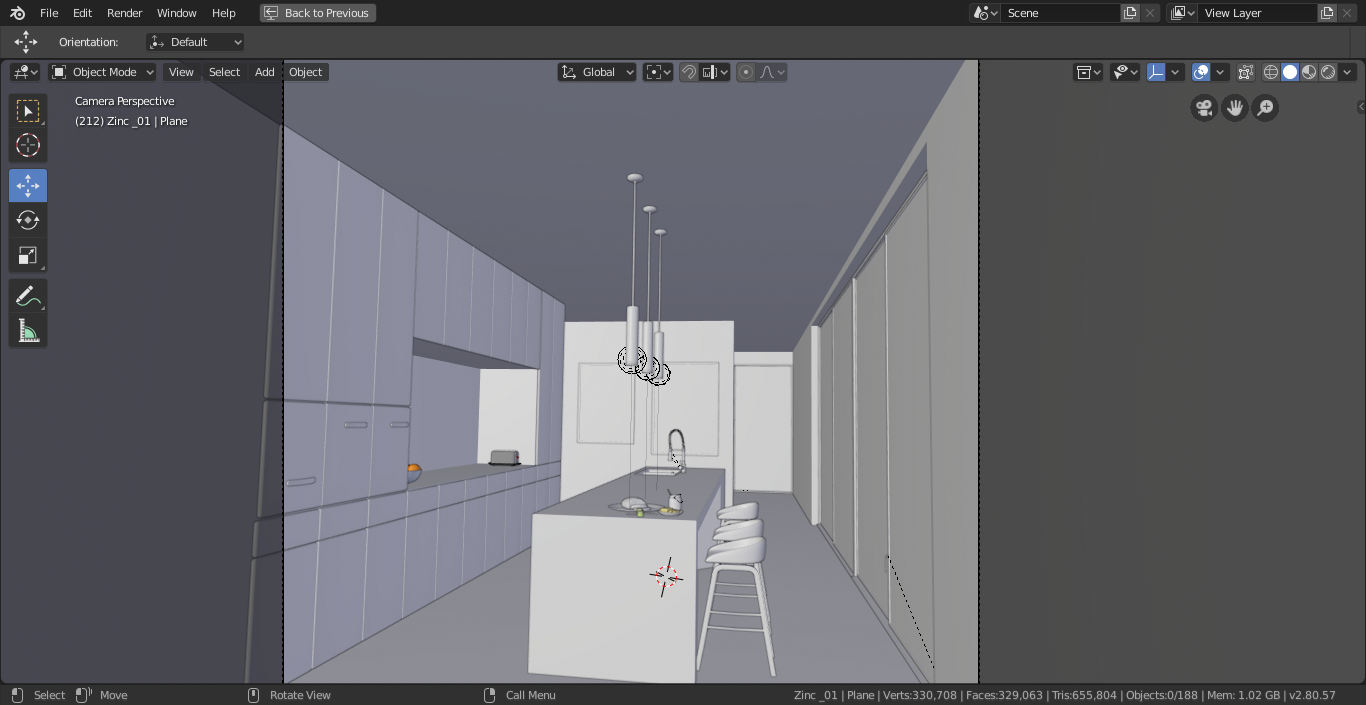 File Edit Render Window Help Back to Previous Scene View Layer
Orientation: Default
Object Mode View Select Add Object Global
Camera Perspective
(212) Zinc _01 | Plane
Select Move Rotate View Call Menu Zinc _01 | Plane | Verts:330,708 | Faces:329,063 | Tris:655,804 | Objects:0/188 | Mem: 1.02 GB | v2.80.57